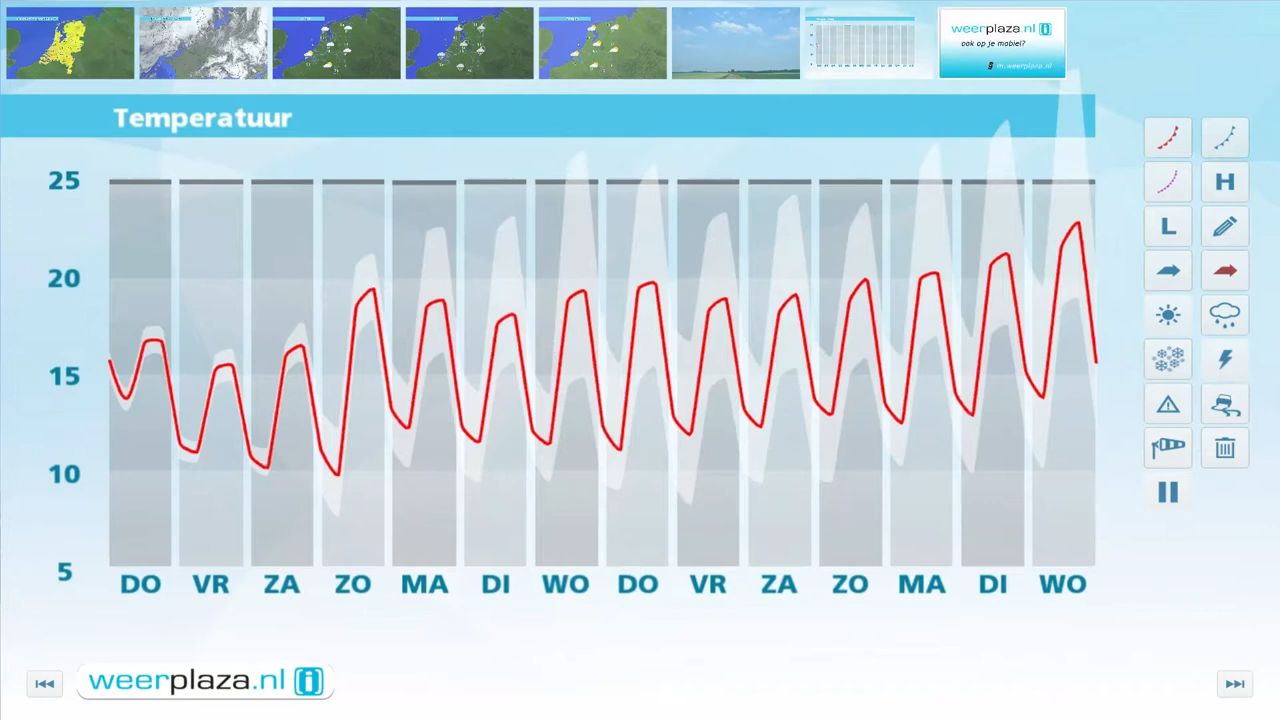 weerplaza.nl
ook op je mobiel?
m.weerplaza.nl
Temperatuur
25
20
15
10
5
H
L
DO VR ZA ZO MA DI WO DO VR ZA ZO MA DI WO
weerplaza.nl